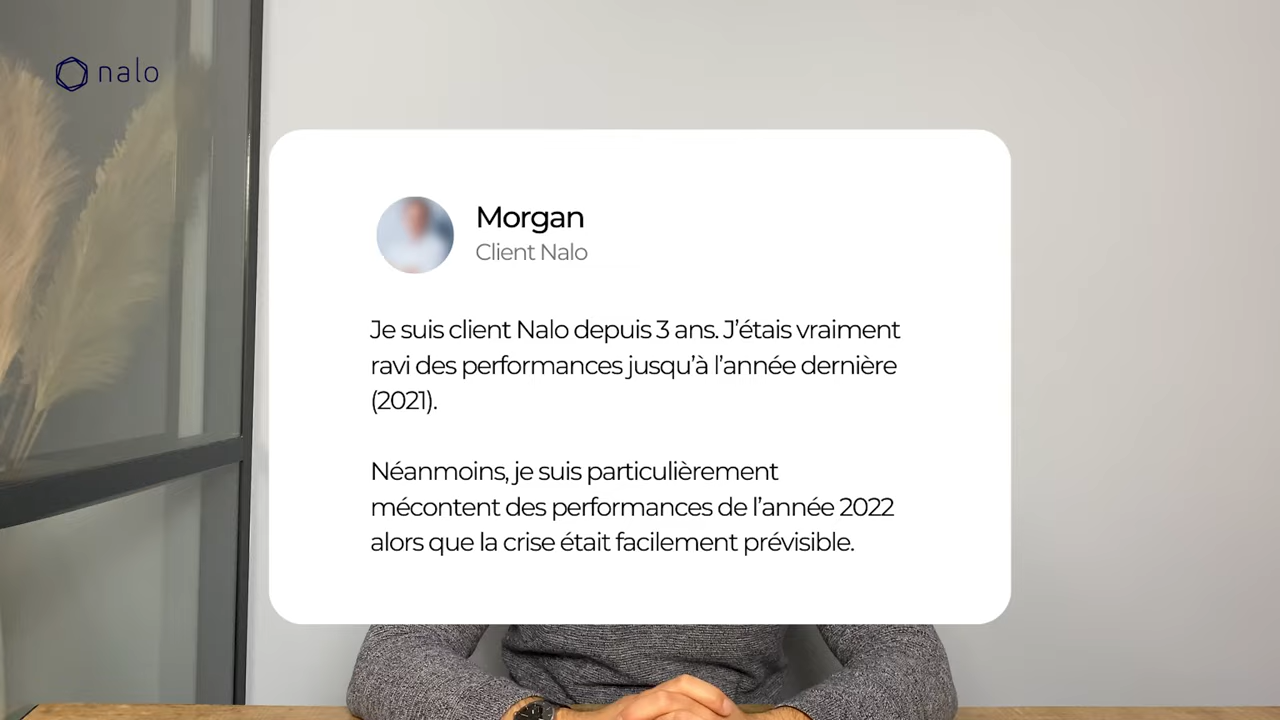 nalo
Morgan
Client Nalo
Je suis client Nalo depuis 3 ans. J'étais vraiment
ravi des performances jusqu'à l'année dernière
(2021).
Néanmoins, je suis particulièrement
mécontent des performances de l'année 2022
alors que la crise était facilement prévisible.